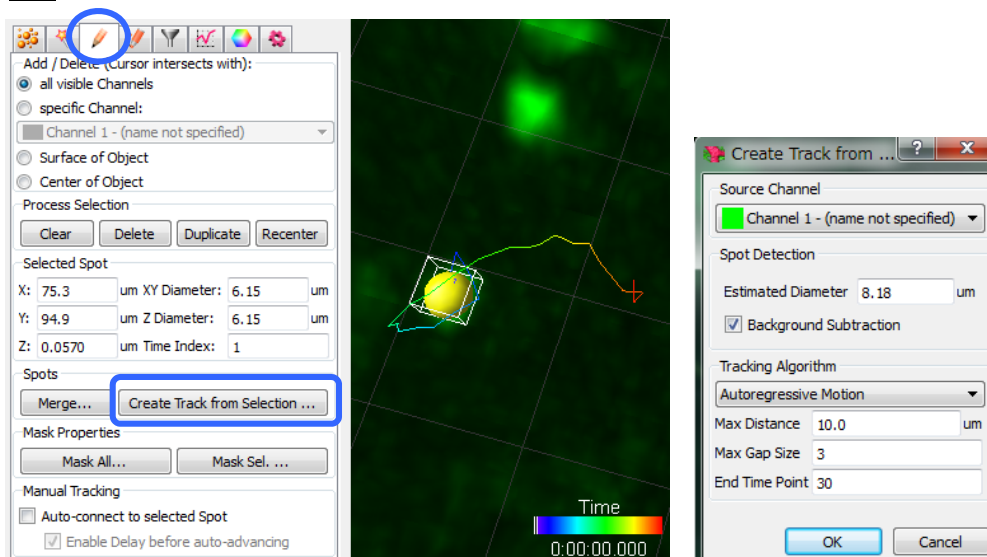 Add / Delete (Cursor intersects with):
all visible Channels
specific Channel:
Channel 1 - (name not specified)
Surface of Object
Center of Object
Process Selection
Clear Delete Duplicate Recenter
Selected Spot
X: 75.3 um XY Diameter: 6.15 um
Y: 94.9 um Z Diameter: 6.15 um
Z: 0.0570 um Time Index: 1
Spots
Merge... Create Track from Selection ...
Mask Properties
Mask All... Mask Sel. ...
Manual Tracking
Auto-connect to selected Spot
Enable Delay before auto-advancing
Time
0:00:00.000
Create Track from ... ? X
Source Channel
Channel 1 - (name not specified)
Spot Detection
Estimated Diameter 8.18 um
Background Subtraction
Tracking Algorithm
Autoregressive Motion
Max Distance 10.0 um
Max Gap Size 3
End Time Point 30
OK Cancel